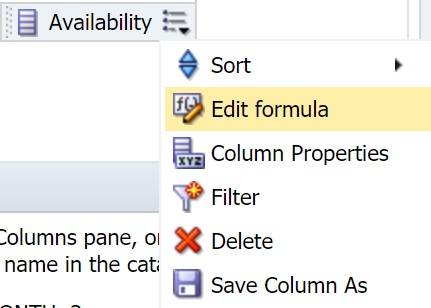 Availability
Sort
Edit formula
Column Properties
Filter
Columns pane, or
Delete
name in the cata
Save Column As